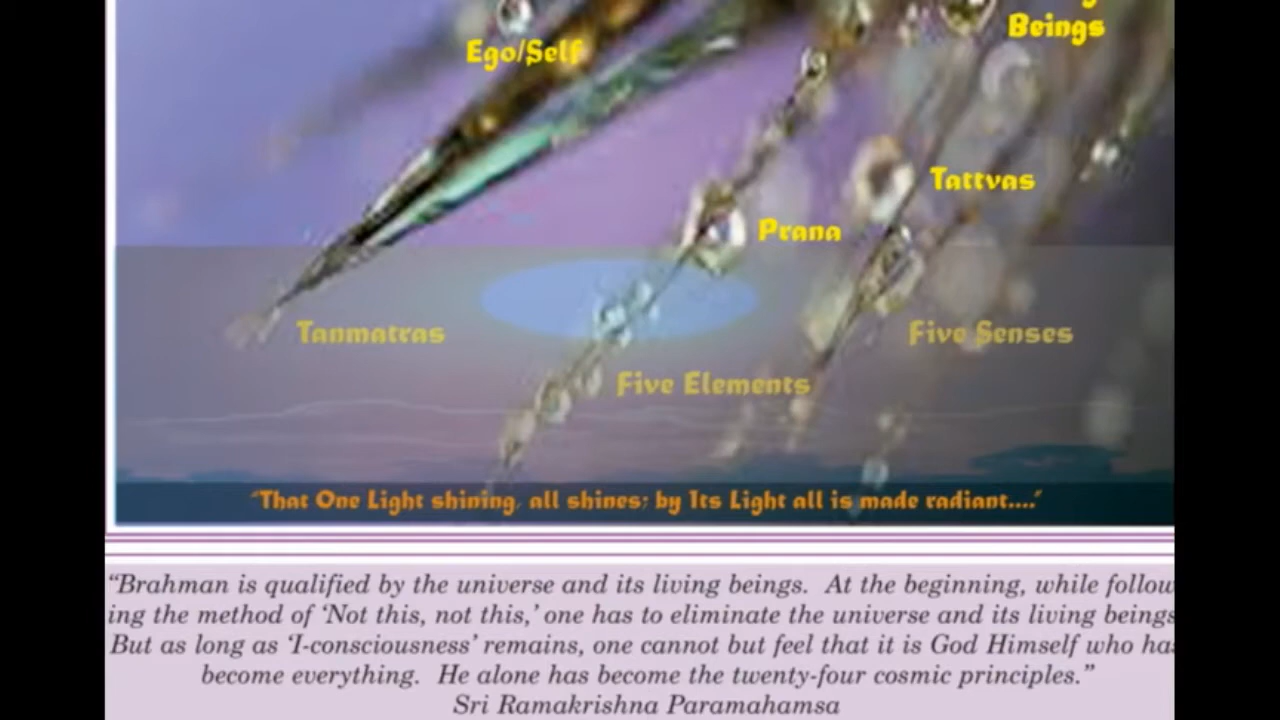 Beings
Ego/Self
Tattvas
Prana
Tanmatras
Five Senses
Five Elements
"That One Light shining, all shines; by Its Light all is made radiant...."
"Brahman is qualified by the universe and its living beings. At the beginning, while follow
ing the method of 'Not this, not this,' one has to eliminate the universe and its living beings
But as long as 'I-consciousness' remains, one cannot but feel that it is God Himself who has
become everything. He alone has become the twenty-four cosmic principles."
Sri Ramakrishna Paramahamsa